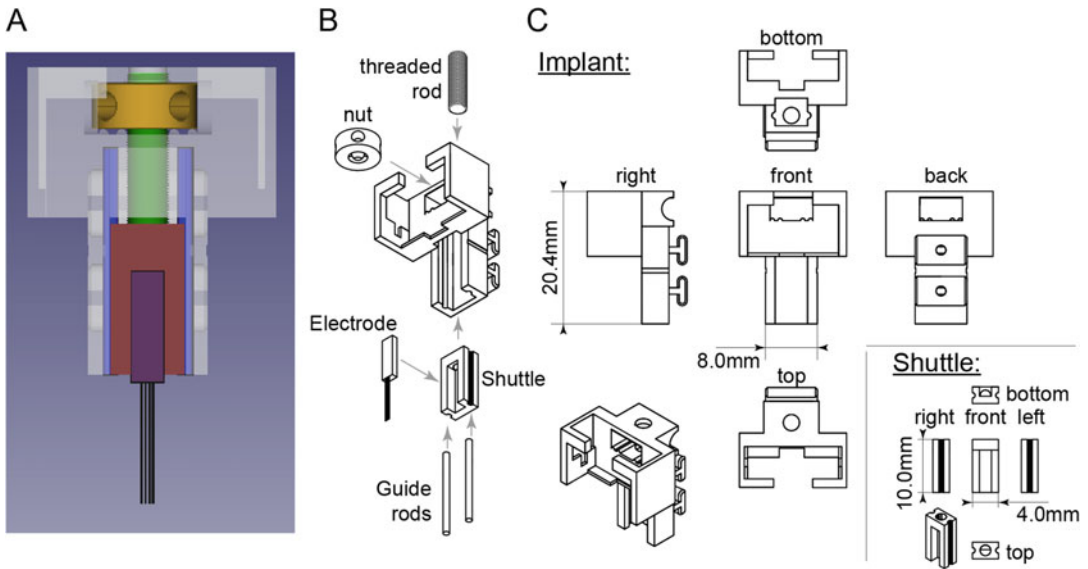 A
B
threaded
rod
nut
Electrode
Shuttle
Guide
rods
C
Implant:
bottom
right
front
back
20.4mm
8.0mm
top
Shuttle:
bottom
right
front
left
10.0mm
4.0mm
top